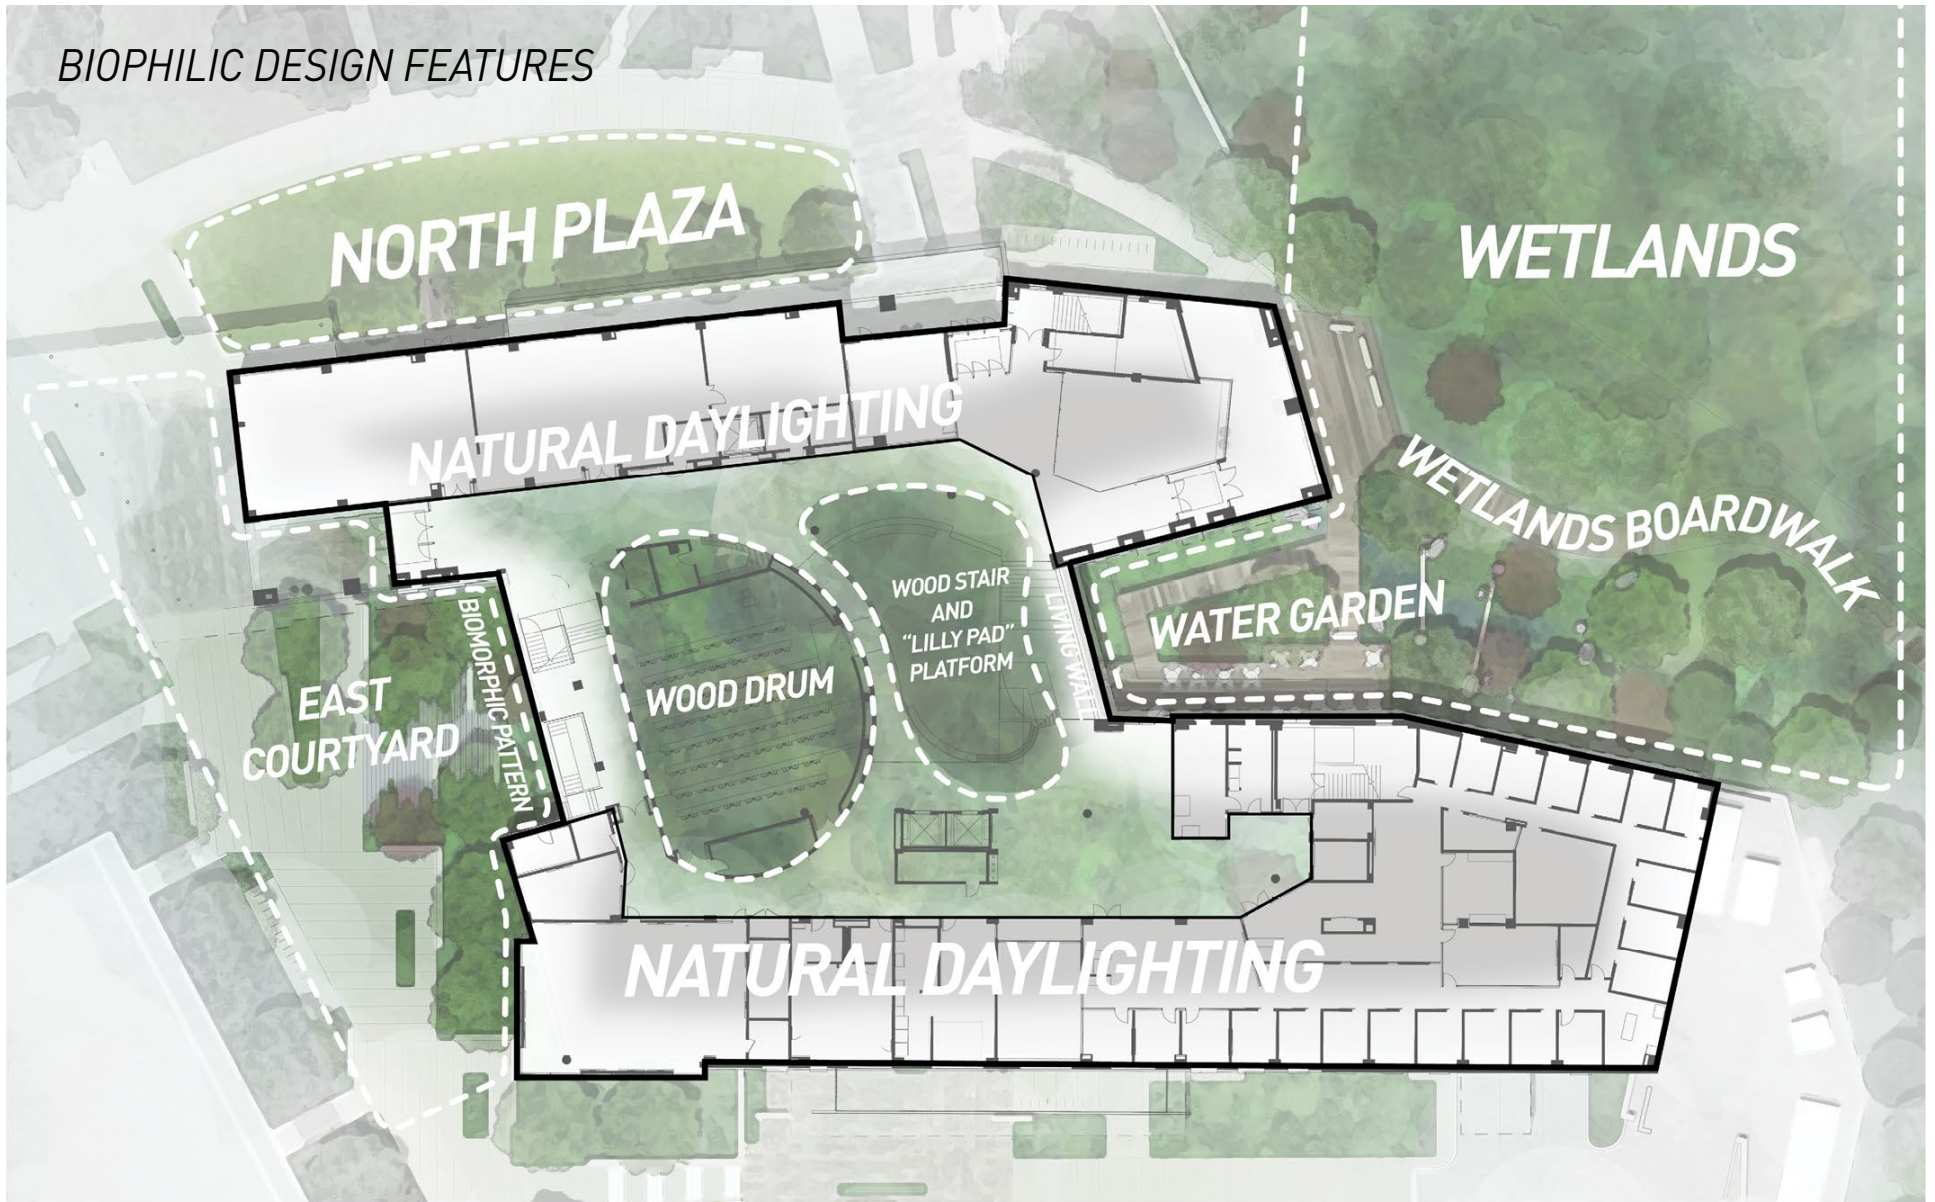 BIOPHILIC DESIGN FEATURES
NORTH PLAZA
WETLANDS
NATURAL DAYLIGHTING
WETLANDS BOARDWALK
WOOD STAIR
AND
“LILLY PAD”
PLATFORM
LIVING WALL
WATER GARDEN
BIOMORPHIC PATTERN
EAST
COURTYARD
WOOD DRUM
NATURAL DAYLIGHTING